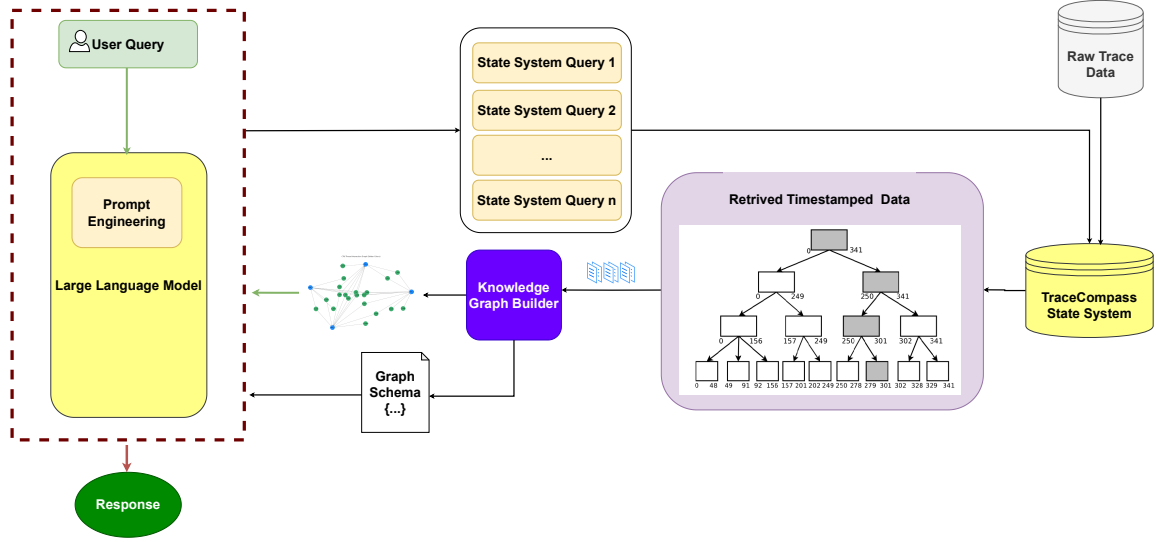 User Query
Prompt
Engineering
Large Language Model
Response
State System Query 1
State System Query 2
...
State System Query n
Raw Trace
Data
TraceCompass
State System
Retrived Timestamped Data
0 341
0 249
250 341
0 156
157 249
250 301
302 341
0 48 49 91 92 156 157 201 202 249 250 278 279 301 302 328 329 341
Knowledge
Graph Builder
Graph
Schema
{...}